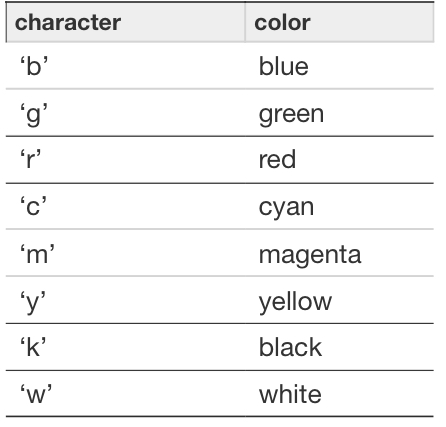 character color
‘b’ blue
‘g’ green
‘r’ red
‘c’ cyan
‘m’ magenta
‘y’ yellow
‘k’ black
‘w’ white